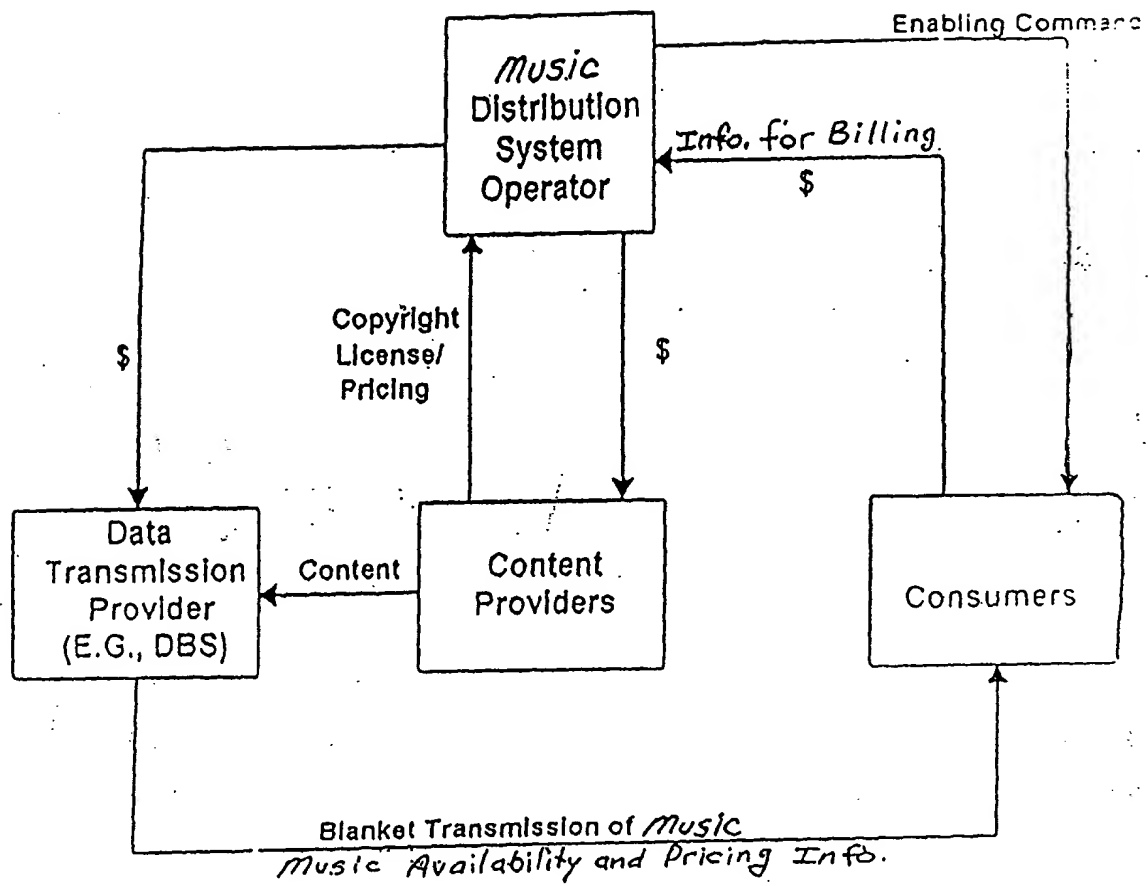 Enabling Command
Music
Distribution
System
Operator
Info. for Billing
$
Copyright
License/
Pricing
$
$
Data
Transmission
Provider
(E.G., DBS)
Content
Content
Providers
Consumers
Blanket Transmission of Music
Music Availability and Pricing Info.